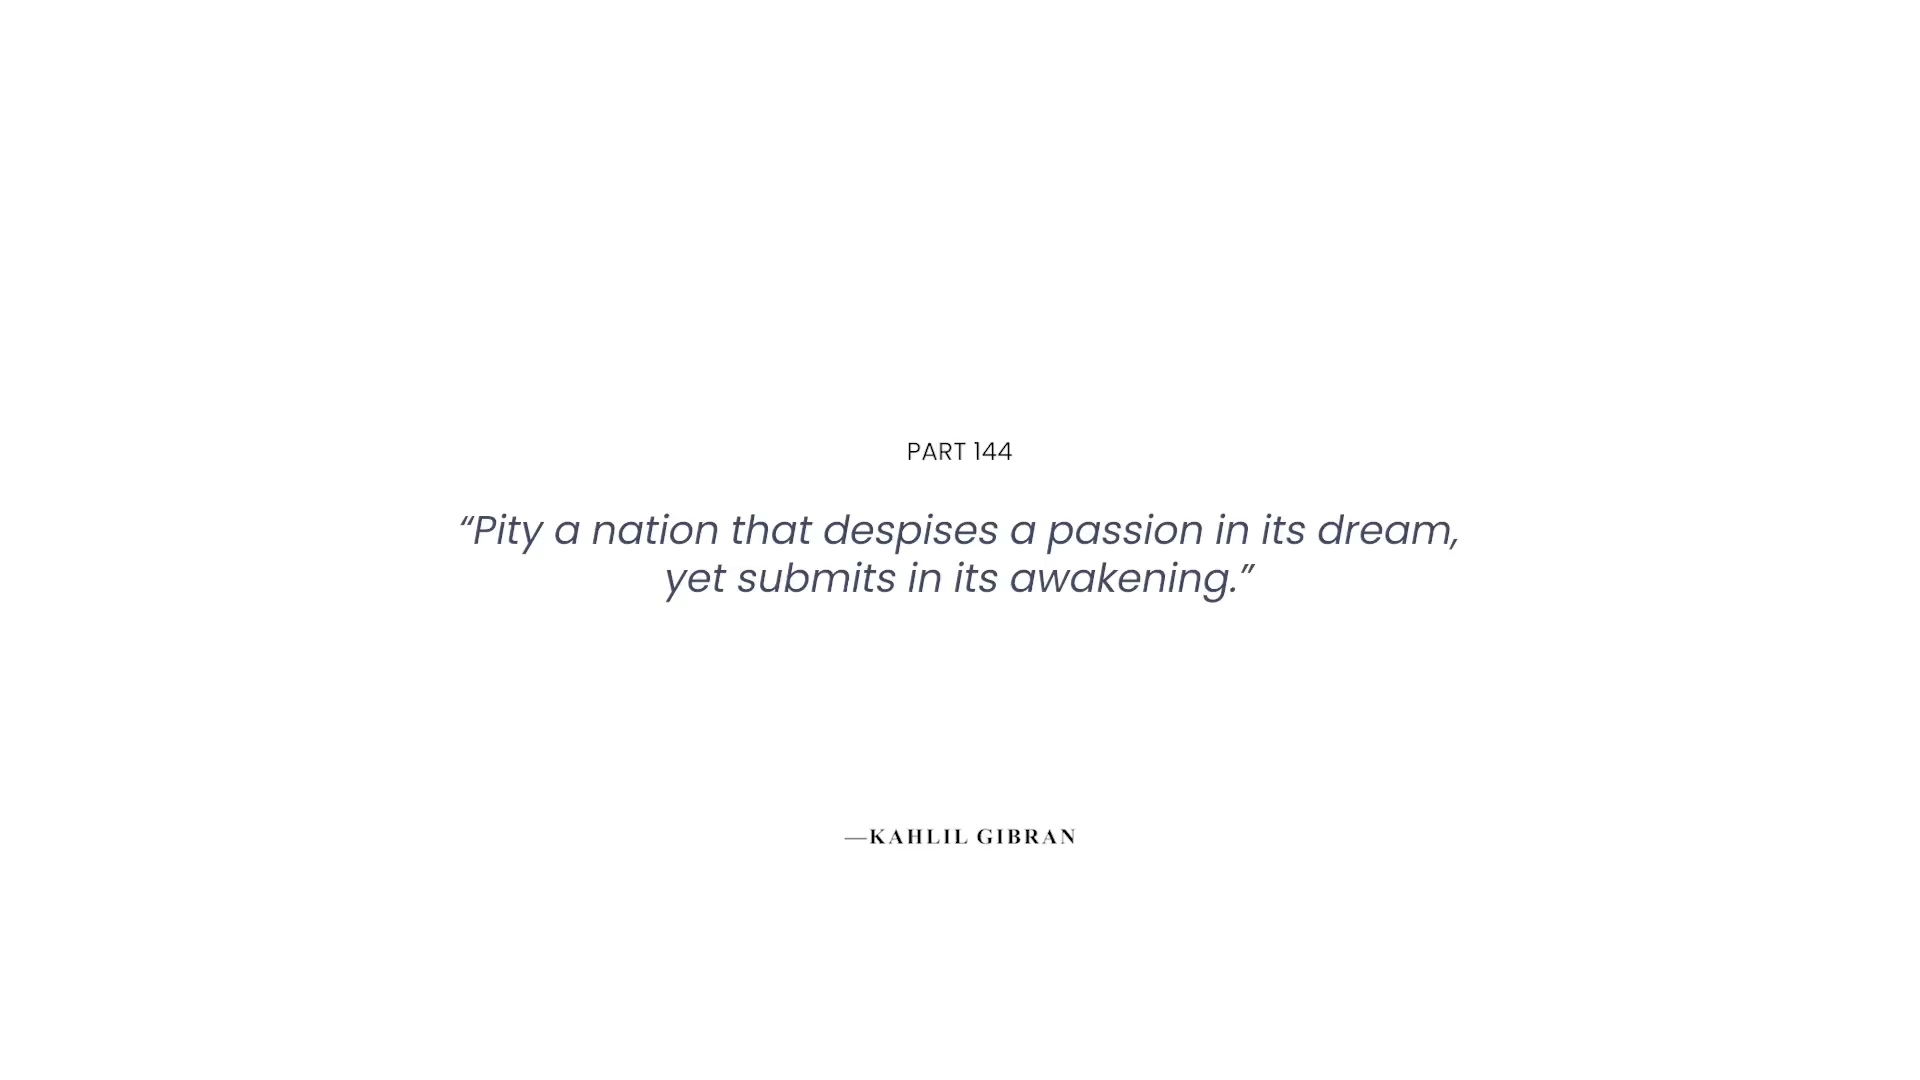 PART 144
“Pity a nation that despises a passion in its dream,
yet submits in its awakening.”
—KAHLIL GIBRAN